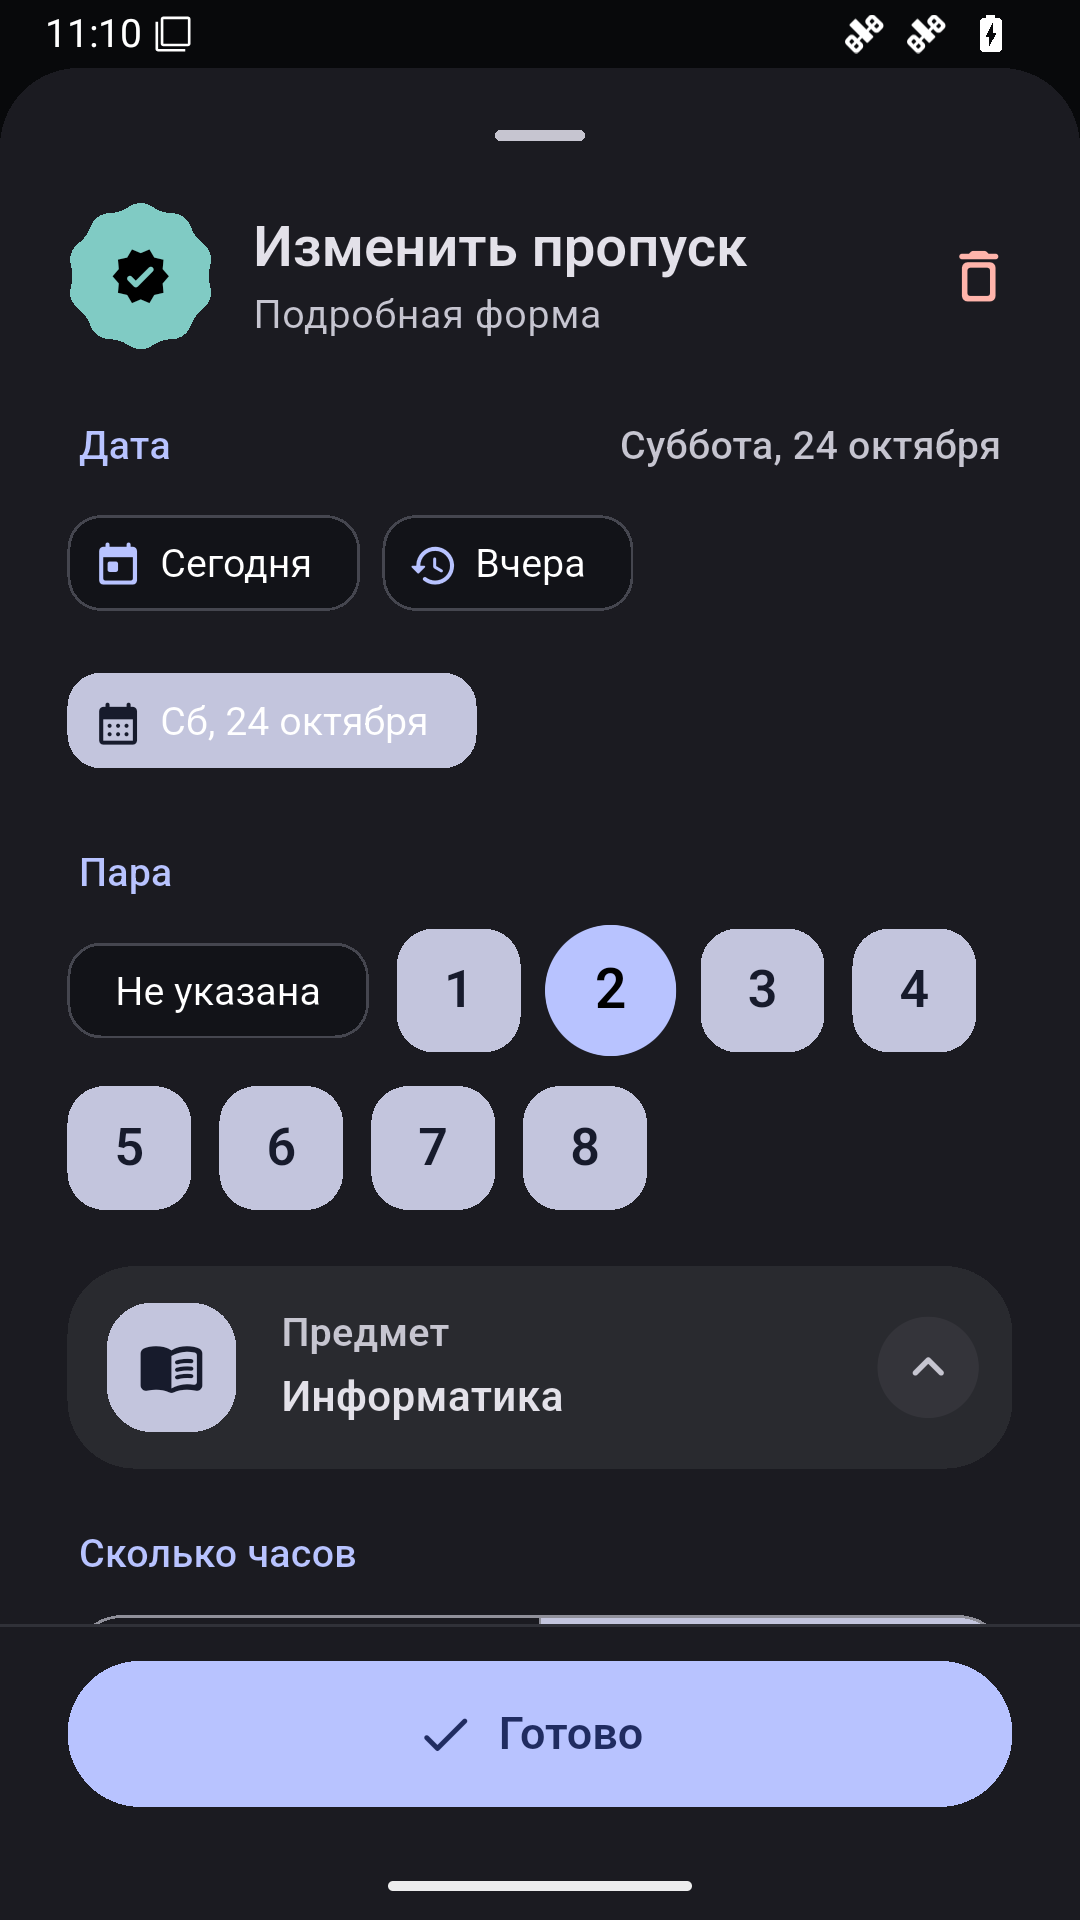 11:10
Изменить пропуск
Подробная форма
Дата
Суббота, 24 октября
Сегодня
Вчера
Сб, 24 октября
Пара
Не указана
1
2
3
4
5
6
7
8
Предмет
Информатика
Сколько часов
Готово